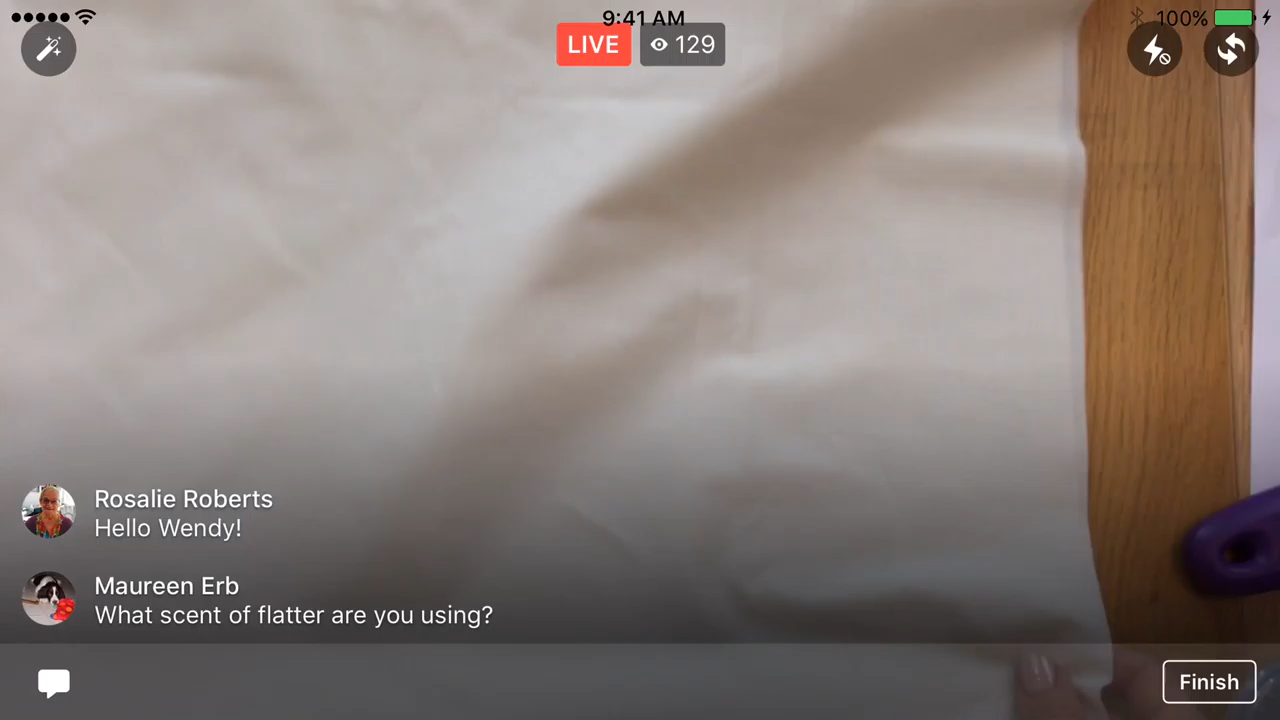 9:41 AM
100%
LIVE
129
Rosalie Roberts
Hello Wendy!
Maureen Erb
What scent of flatter are you using?
Finish